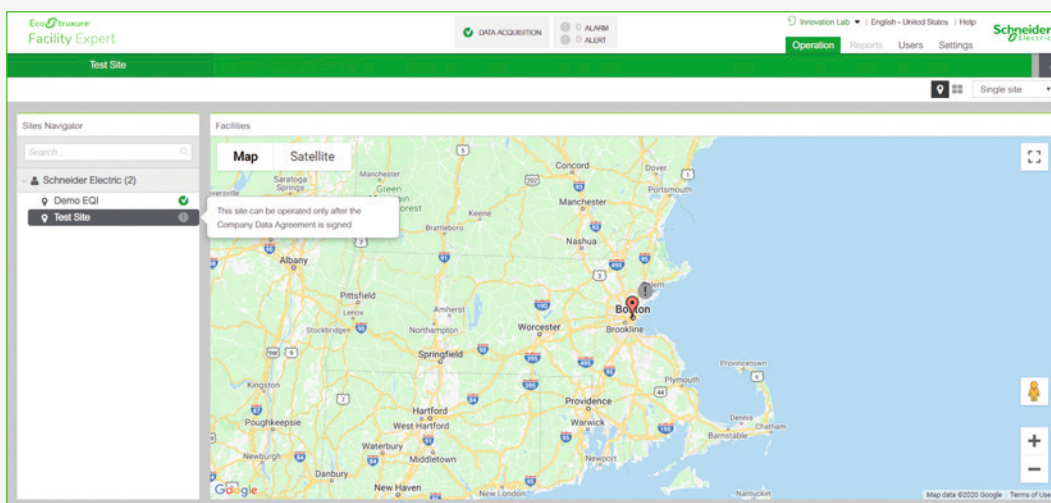 EcoStruxure
Facility Expert
DATA ACQUISITION
0 ALARM
0 ALERT
Innovation Lab | English - United States | Help
Schneider
Electric
Operation Reports Users Settings
Test Site
Single site
Sites Navigator
Search...
Schneider Electric (2)
Demo EQI
Test Site
This site can be operated only after the
Company Data Agreement is signed
Facilities
Map Satellite
Concord
Dover
Saratoga
Springs
Manchester
Green
Portsmouth
Manchester
Keene
Brattleboro
Nashua
Albany
Pittsfield
Lenox
Amherst
Boston
Stockbridge
Northampton
Worcester
Brookline
Springfield
Provincetown
Kingston
Plymouth
Hartford
Providence
Poughkeepsie
West Hartford
Warwick
Dennis
Chatham
Barnstable
Waterbury
Newburgh
Middletown
Newport
Danbury
New Haven
New London
Nantucket
Google
Map data ©2020 Google Terms of Use